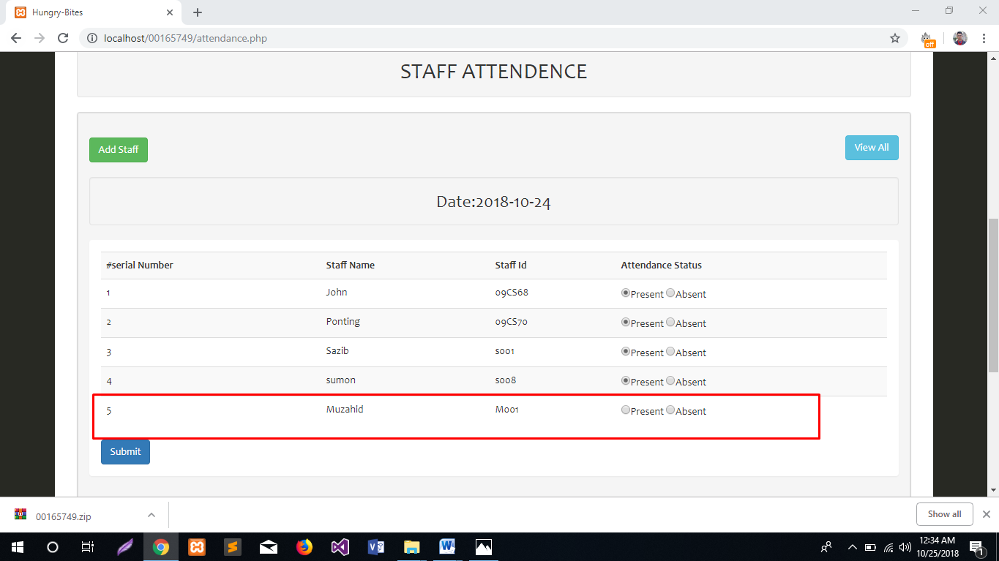 Hungry-Bites
localhost/00165749/attendance.php
off
STAFF ATTENDENCE
Add Staff
View All
Date:2018-10-24
#serial Number Staff Name Staff Id Attendance Status
1 John 09CS68 Present Absent
2 Ponting 09CS70 Present Absent
3 Sazib s001 Present Absent
4 sumon s008 Present Absent
5 Muzahid M001 Present Absent
Submit
00165749.zip
Show all
12:34 AM
10/25/2018
1